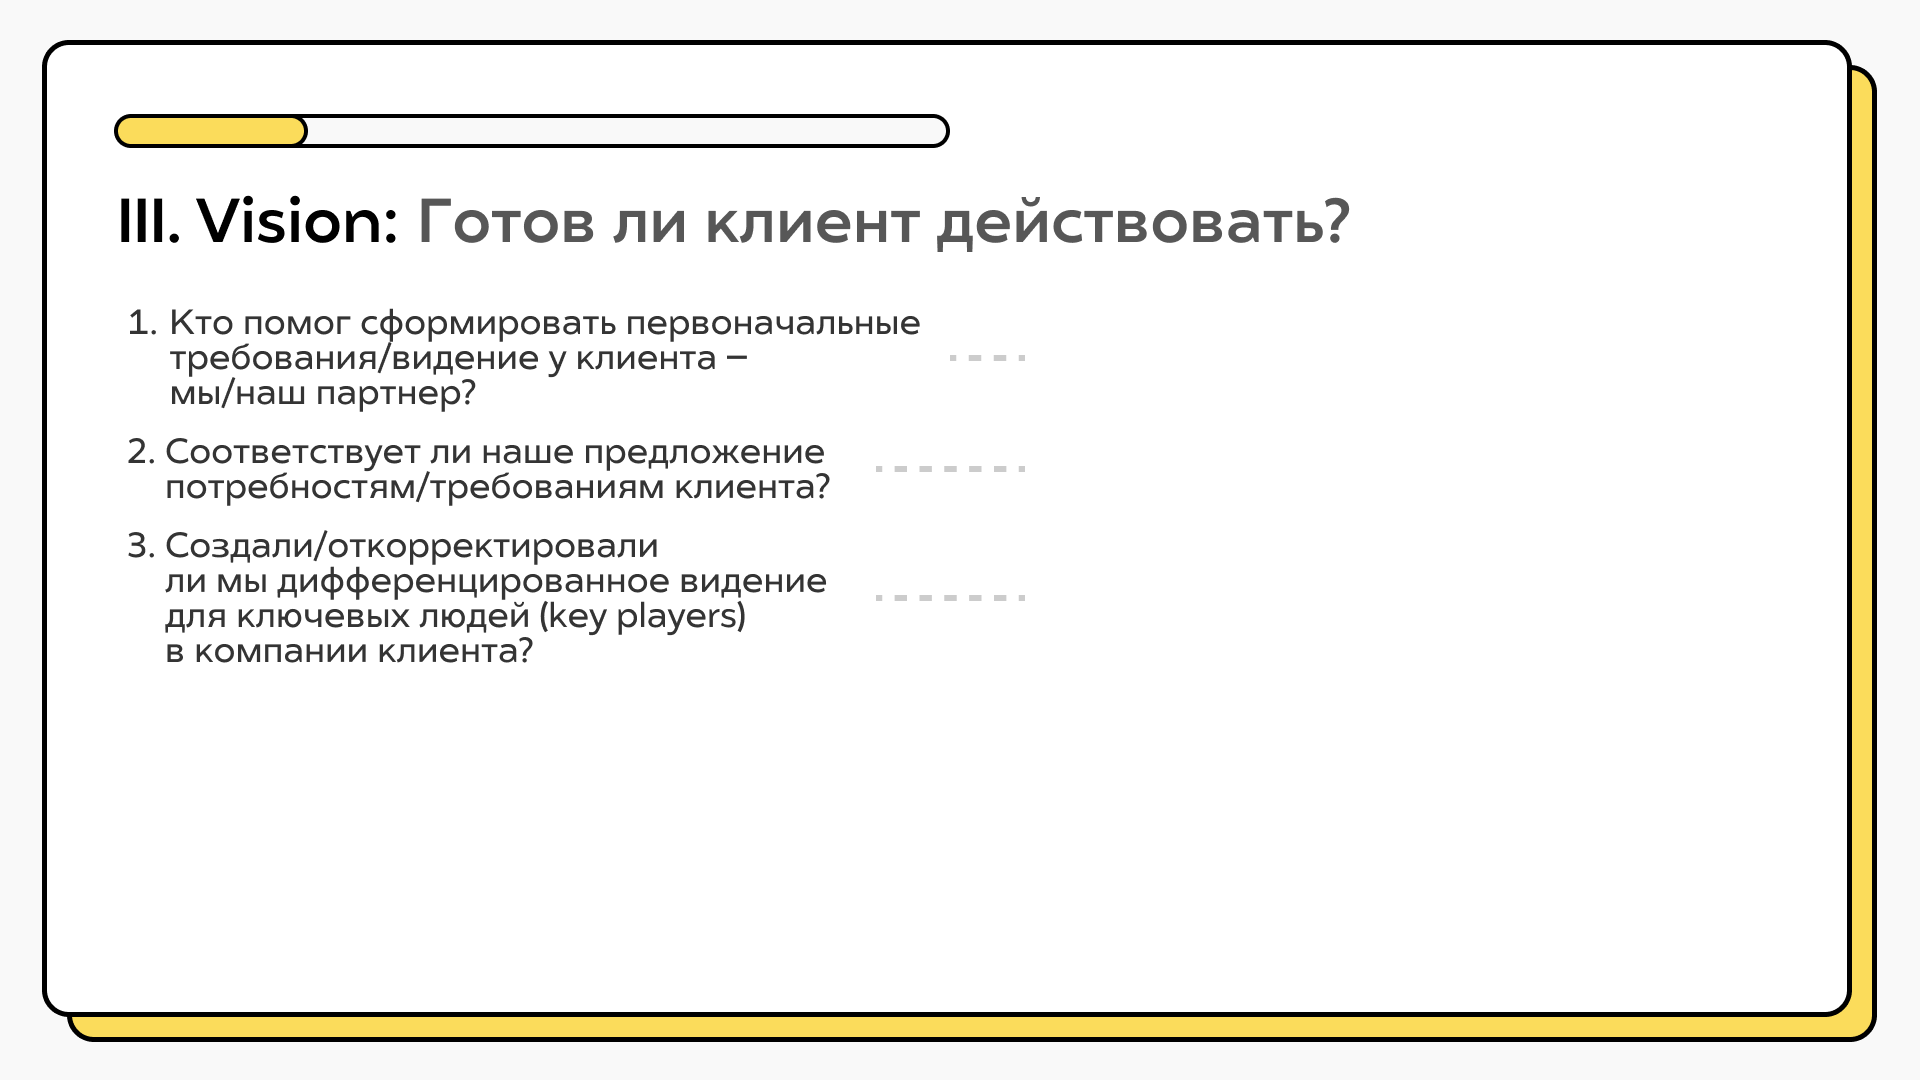 III. Vision: Готов ли клиент действовать?
1. Кто помог сформировать первоначальные
требования/видение у клиента –
мы/наш партнер?
2. Соответствует ли наше предложение
потребностям/требованиям клиента?
3. Создали/откорректировали
ли мы дифференцированное видение
для ключевых людей (key players)
в компании клиента?